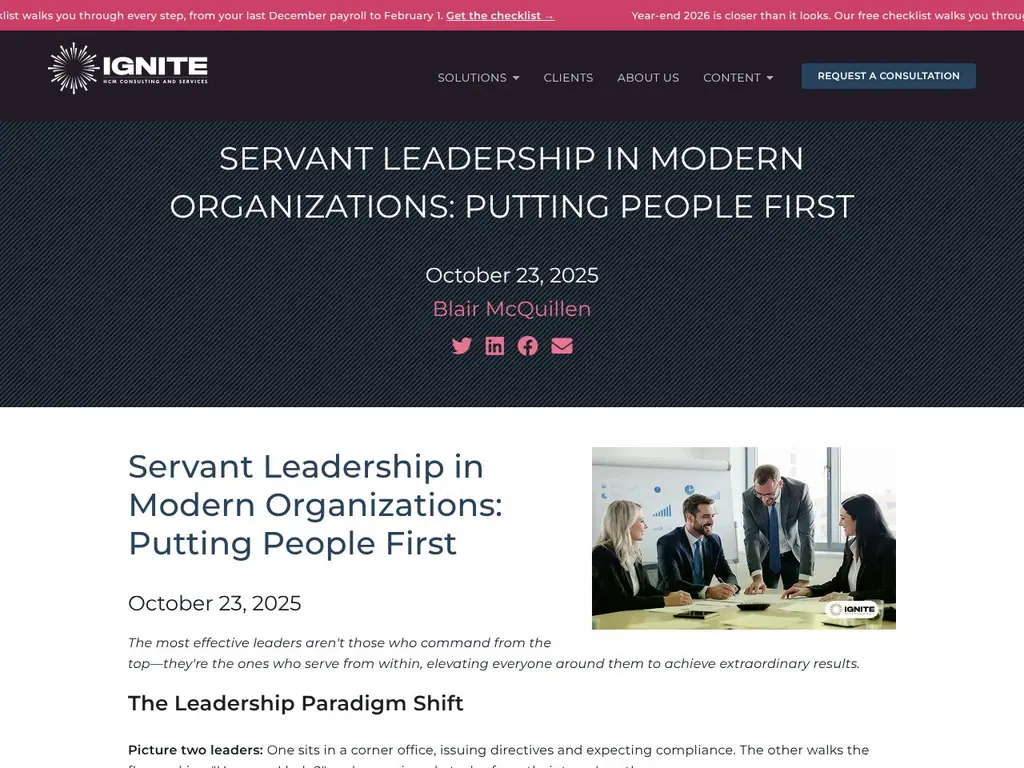 klist walks you through every step, from your last December payroll to February 1. Get the checklist → Year-end 2026 is closer than it looks. Our free checklist walks you throug
IGNITE
HCM CONSULTING AND SERVICES
SOLUTIONS CLIENTS ABOUT US CONTENT REQUEST A CONSULTATION
SERVANT LEADERSHIP IN MODERN
ORGANIZATIONS: PUTTING PEOPLE FIRST
October 23, 2025
Blair McQuillen
Servant Leadership in
Modern Organizations:
Putting People First
IGNITE
October 23, 2025
The most effective leaders aren't those who command from the
top—they're the ones who serve from within, elevating everyone around them to achieve extraordinary results.
The Leadership Paradigm Shift
Picture two leaders: One sits in a corner office, issuing directives and expecting compliance. The other walks the